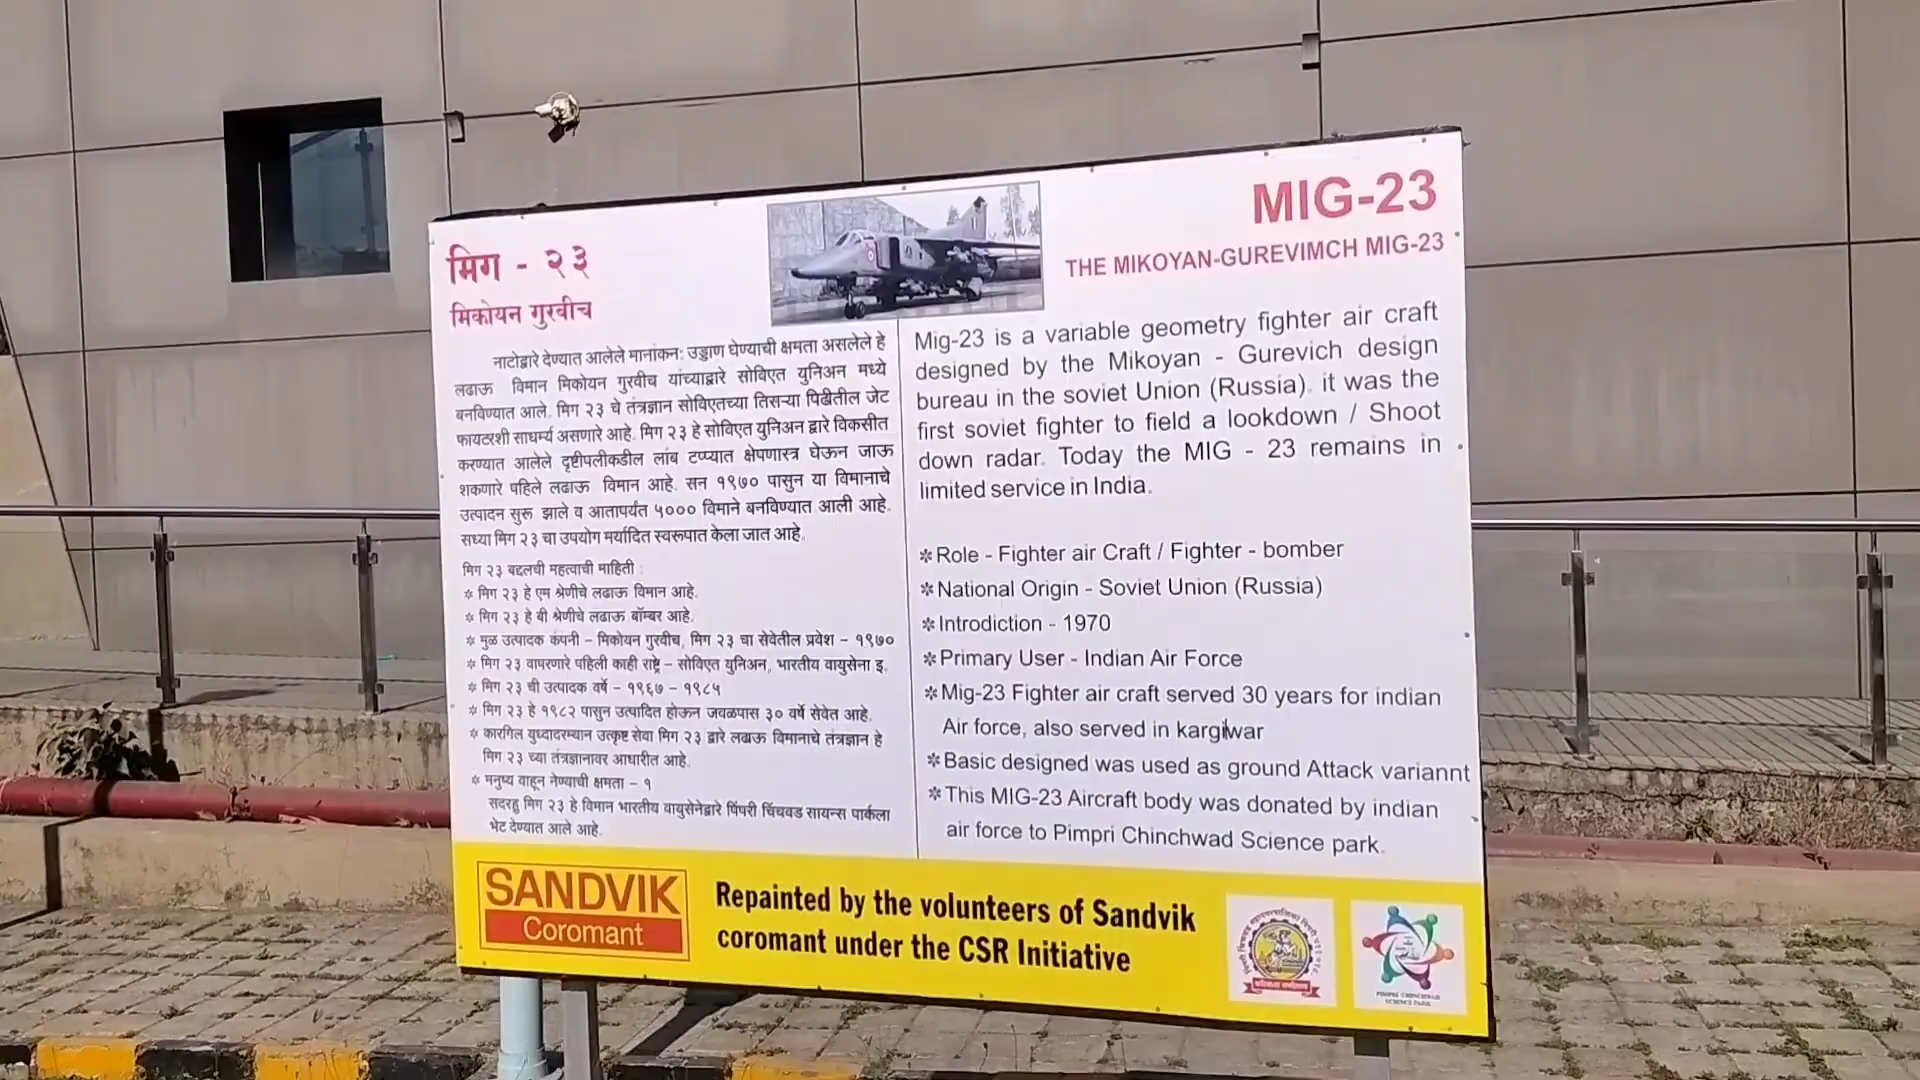 मिग - २३
मिकोयन गुरवीच
नाटोद्वारे देण्यात आलेले मानांकन: उड्डाण घेण्याची क्षमता असलेले हे
लढाऊ विमान मिकोयन गुरवीच यांच्याद्वारे सोविएत युनिअन मध्ये
बनविण्यात आले. मिग २३ चे तंत्रज्ञान सोविएतच्या तिसऱ्या पिढीतील जेट
फायटरशी साधर्म्य असणारे आहे. मिग २३ हे सोविएत युनिअन द्वारे विकसीत
करण्यात आलेले दृष्टीपलीकडील लांब टप्प्यात क्षेपणास्त्र घेऊन जाऊ
शकणारे पहिले लढाऊ विमान आहे. सन १९७० पासुन या विमानाचे
उत्पादन सुरू झाले व आतापर्यंत ५००० विमाने बनविण्यात आली आहे.
सध्या मिग २३ चा उपयोग मर्यादित स्वरूपात केला जात आहे.
मिग २३ बद्दलची महत्वाची माहिती :
* मिग २३ हे एम श्रेणीचे लढाऊ विमान आहे.
* मिग २३ हे बी श्रेणीचे लढाऊ बॉम्बर आहे.
* मुळ उत्पादक कंपनी – मिकोयन गुरवीच, मिग २३ चा सेवेतील प्रवेश – १९७०
* मिग २३ वापरणारे पहिली काही राष्ट्रे – सोविएत युनिअन, भारतीय वायुसेना इ.
* मिग २३ ची उत्पादक वर्षे – १९६७ – १९८५
* मिग २३ हे १९८२ पासुन उत्पादित होऊन जवळपास ३० वर्षे सेवेत आहे.
* कारगिल युध्दादरम्यान उत्कृष्ट सेवा मिग २३ द्वारे लढाऊ विमानाचे तंत्रज्ञान हे
मिग २३ च्या तंत्रज्ञानावर आधारीत आहे.
* मनुष्य वाहून नेण्याची क्षमता – १
सदरहु मिग २३ हे विमान भारतीय वायुसेनेद्वारे पिंपरी चिंचवड सायन्स पार्कला
भेट देण्यात आले आहे.
MIG-23
THE MIKOYAN-GUREVIMCH MIG-23
Mig-23 is a variable geometry fighter air craft
designed by the Mikoyan - Gurevich design
bureau in the soviet Union (Russia). it was the
first soviet fighter to field a lookdown / Shoot
down radar. Today the MIG - 23 remains in
limited service in India.
* Role - Fighter air Craft / Fighter - bomber
* National Origin - Soviet Union (Russia)
* Introdiction - 1970
* Primary User - Indian Air Force
* Mig-23 Fighter air craft served 30 years for indian
Air force, also served in kargilwar
* Basic designed was used as ground Attack variannt
* This MIG-23 Aircraft body was donated by indian
air force to Pimpri Chinchwad Science park.
SANDVIK
Coromant
Repainted by the volunteers of Sandvik
coromant under the CSR Initiative
PIMPRI CHINCHWAD
SCIENCE PARK